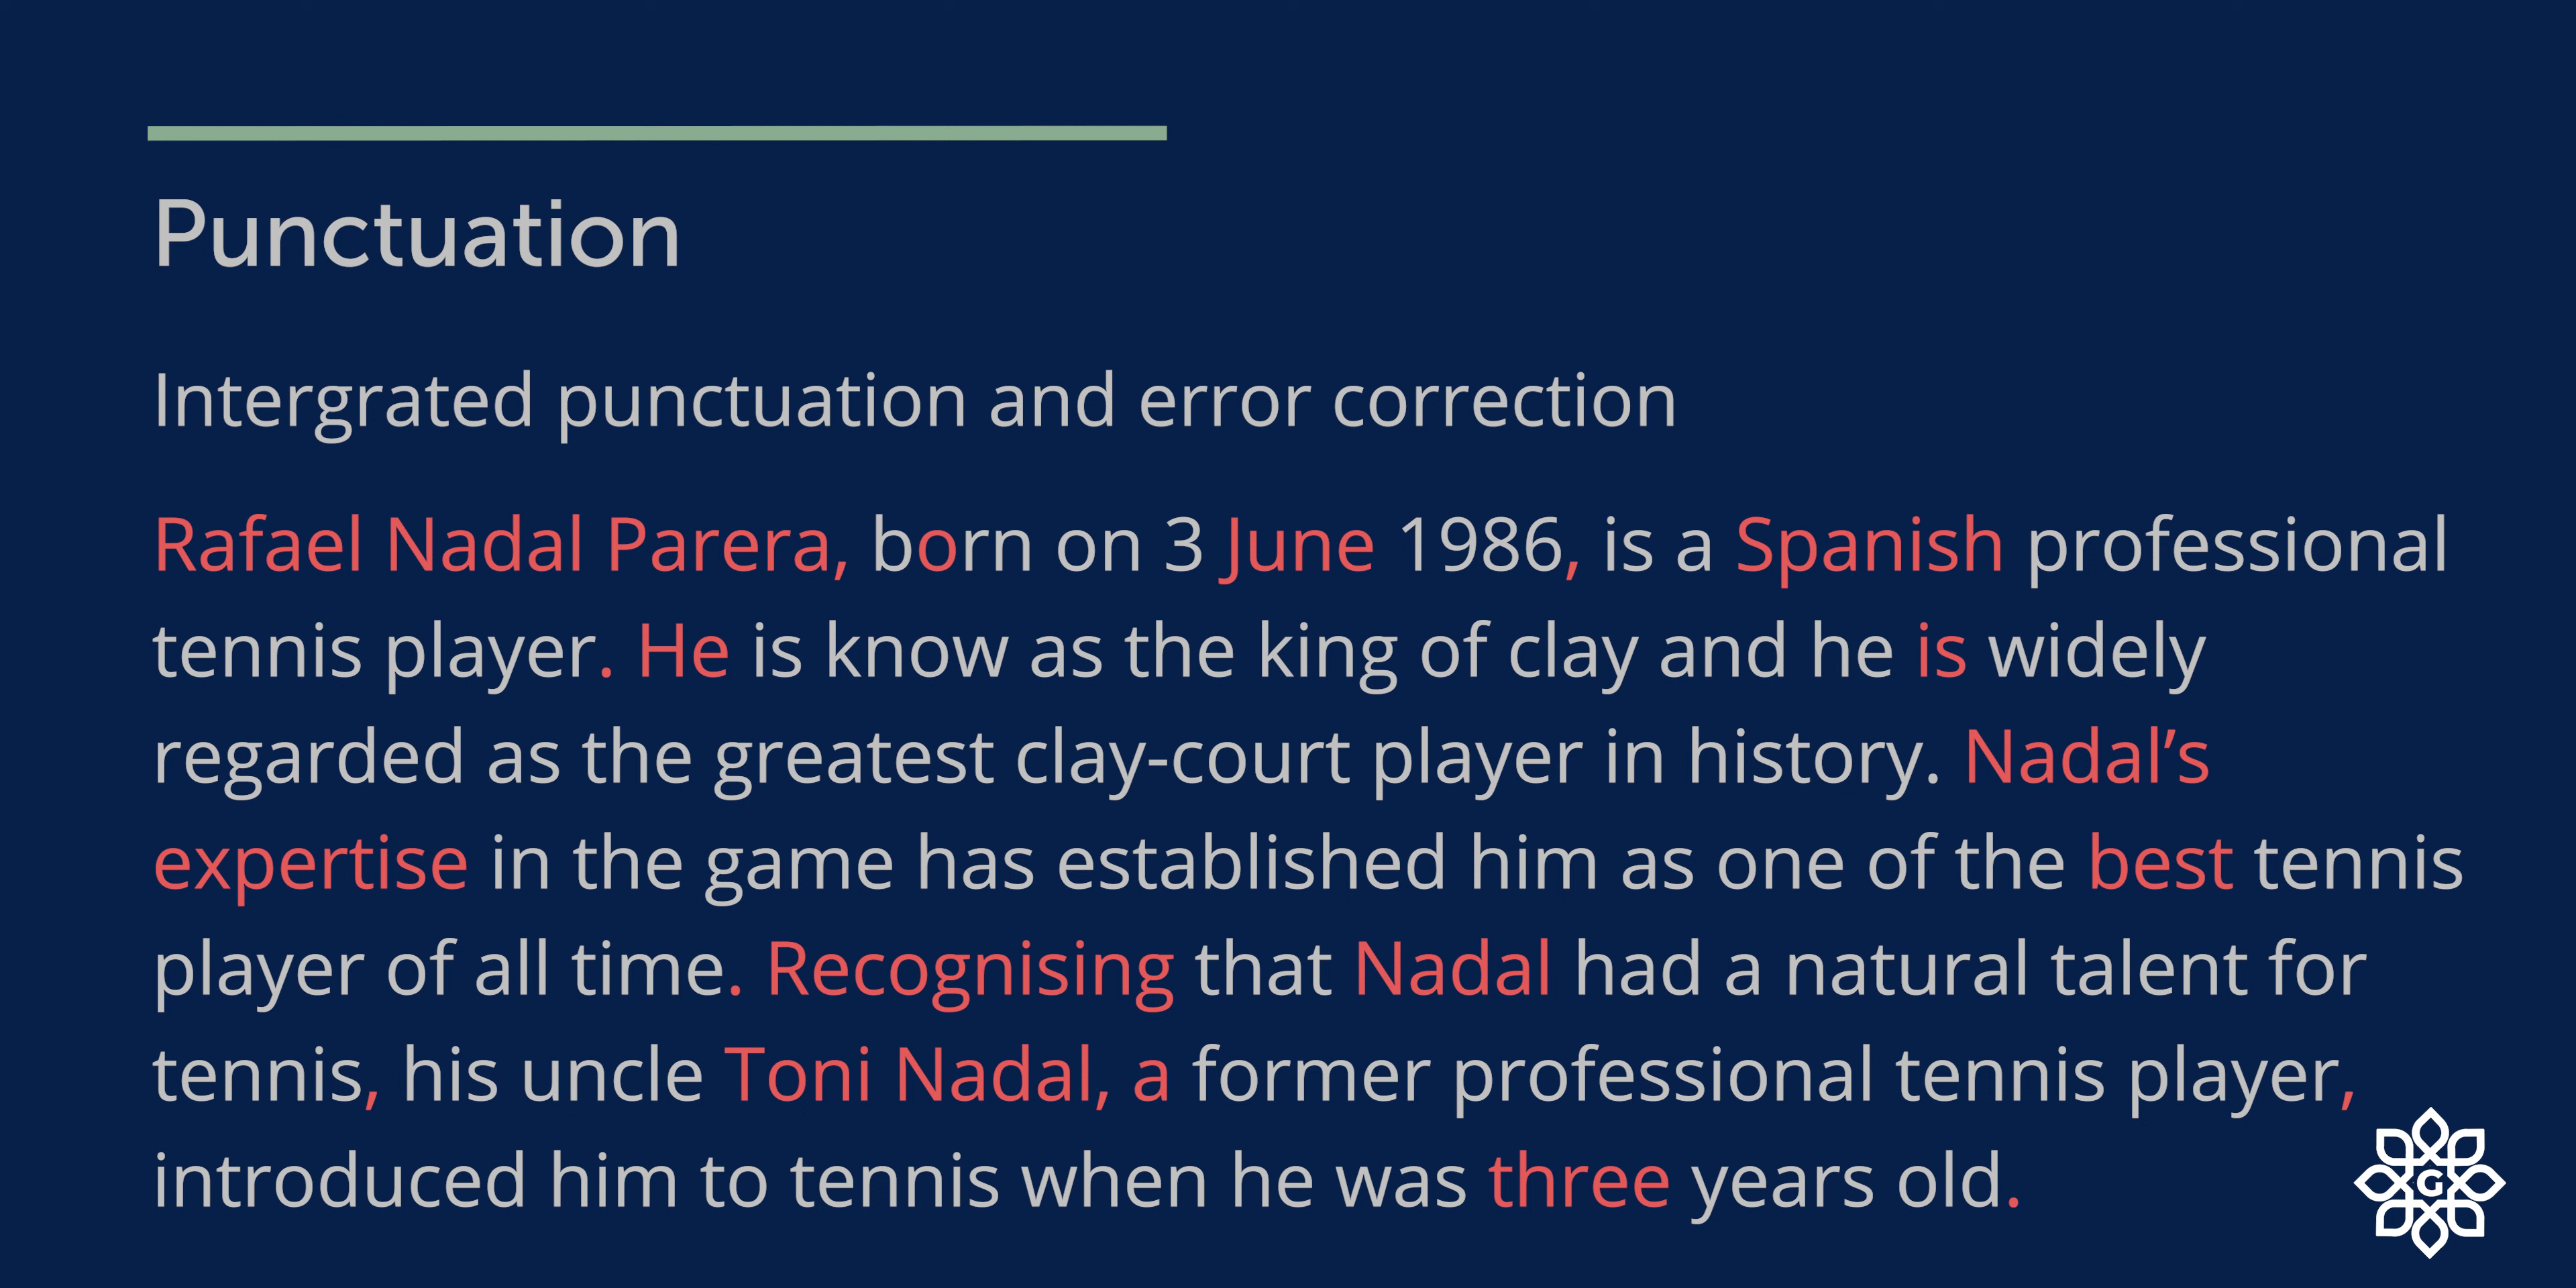 Punctuation
Intergrated punctuation and error correction
Rafael Nadal Parera, born on 3 June 1986, is a Spanish professional
tennis player. He is know as the king of clay and he is widely
regarded as the greatest clay-court player in history. Nadal’s
expertise in the game has established him as one of the best tennis
player of all time. Recognising that Nadal had a natural talent for
tennis, his uncle Toni Nadal, a former professional tennis player,
introduced him to tennis when he was three years old.
G